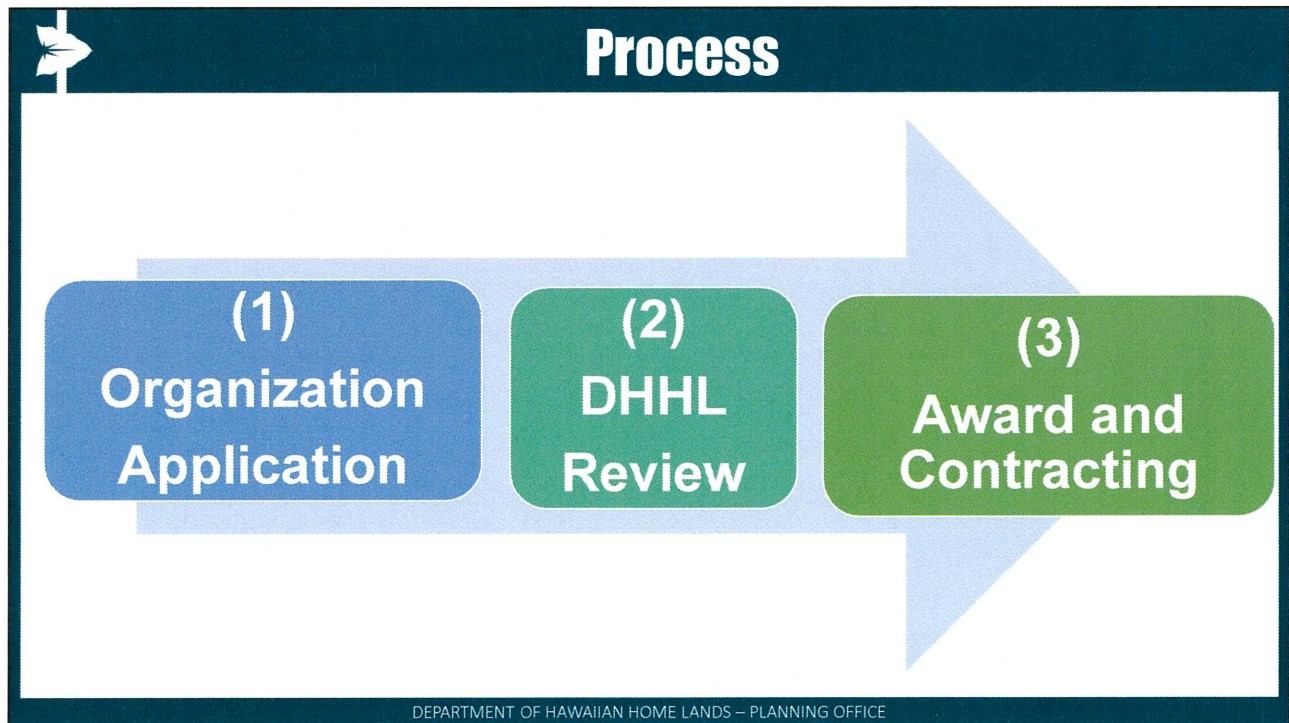 Process
(1)
Organization
Application
(2)
DHHL
Review
(3)
Award and
Contracting
DEPARTMENT OF HAWAIIAN HOME LANDS – PLANNING OFFICE